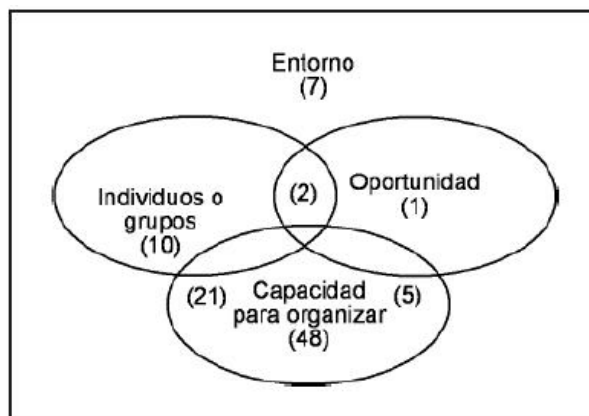 Entorno
(7)
Individuos o
grupos
(10)
(2)
Oportunidad
(1)
(21)
Capacidad
para organizar
(48)
(5)